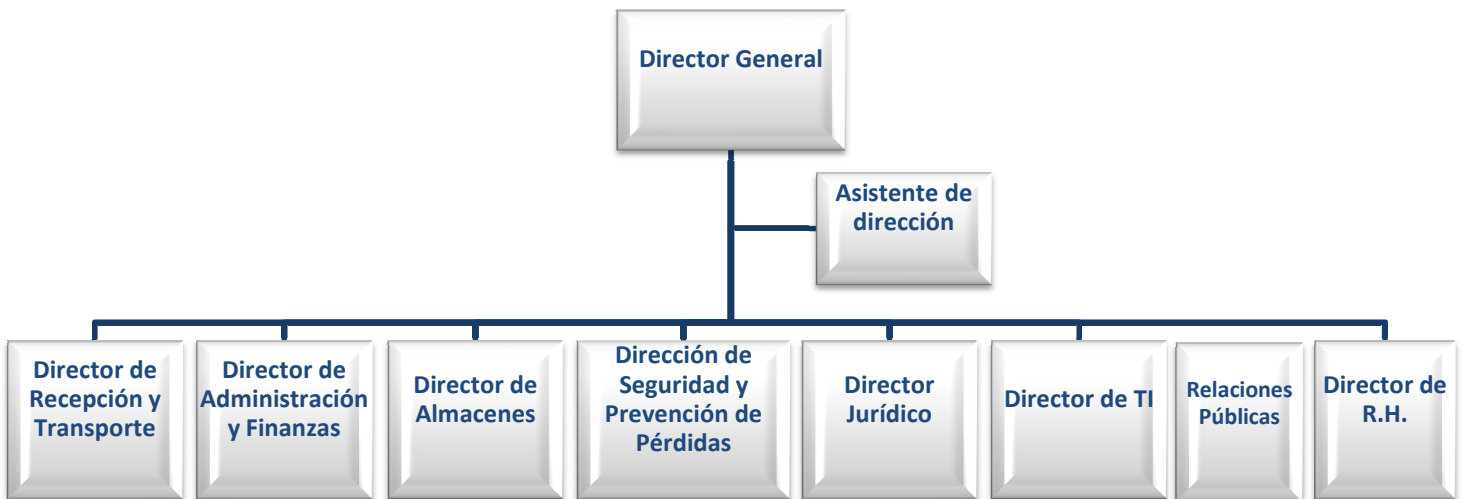 Director General
Asistente de
dirección
Director de
Recepción y
Transporte
Director de
Administración
y Finanzas
Director de
Almacenes
Dirección de
Seguridad y
Prevención de
Pérdidas
Director
Jurídico
Director de TI
Relaciones
Públicas
Director de
R.H.